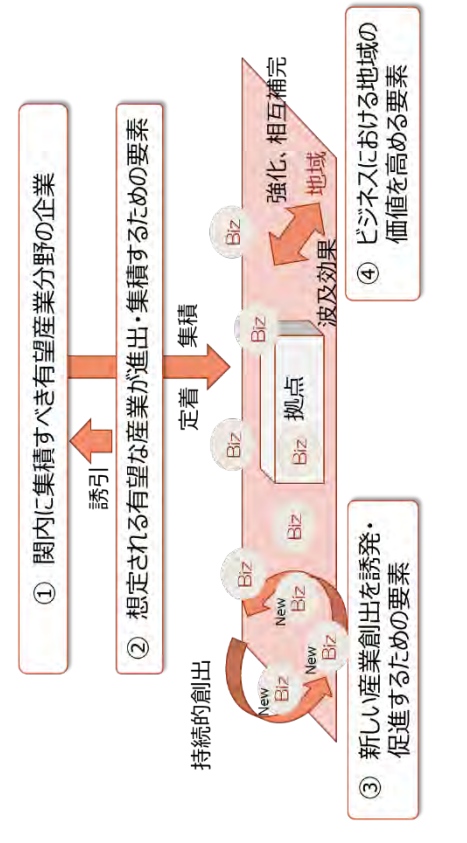 ① 関内に集積すべき有望産業分野の企業
誘引
② 想定される有望な産業が進出・集積するための要素
定着
集積
持続的創出
New
Biz
New
Biz
New
Biz
Biz
Biz
Biz
Biz
拠点
Biz
Biz
強化、相互補完
地域
波及効果
③ 新しい産業創出を誘発・
促進するための要素
④ ビジネスにおける地域の
価値を高める要素